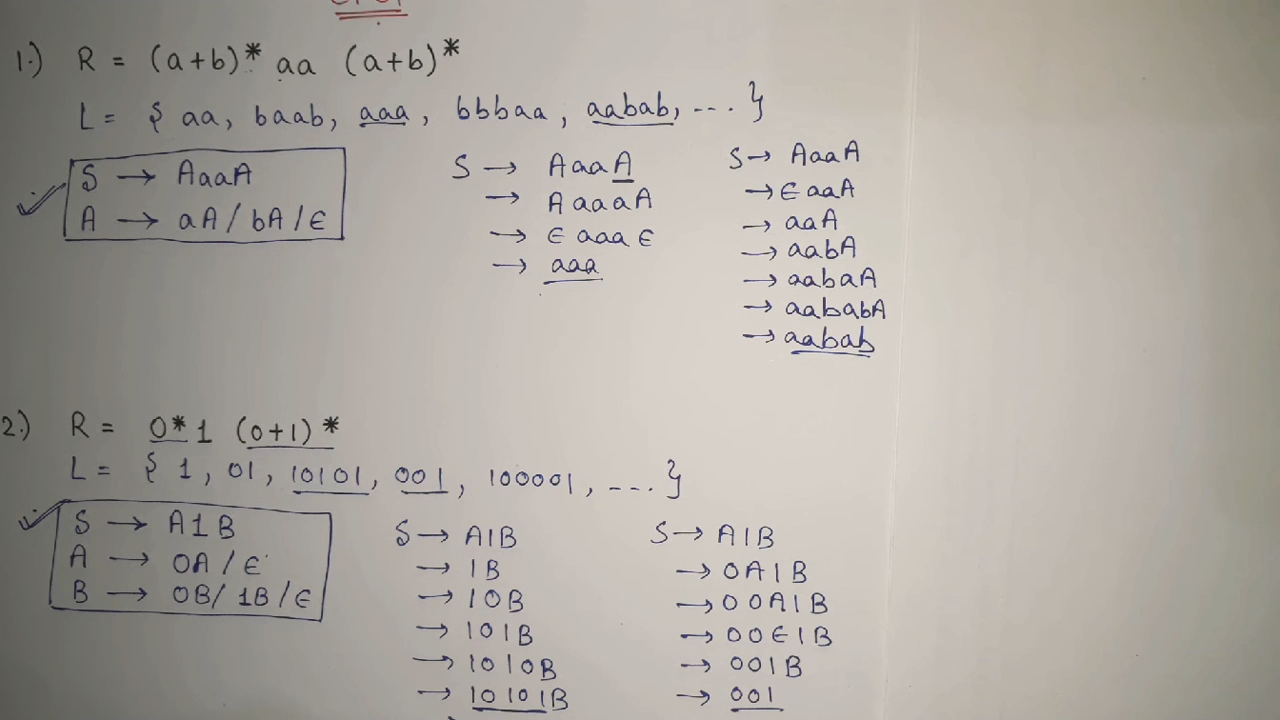 1.) R = (a+b)* aa (a+b)*
L = { aa, baab, aaa, bbbaa, aabab, ... }
S → AaaA
A → aA / bA / ϵ
S → AaaA
→ AaaaA
→ ϵ aaa ϵ
→ aaa
S → AaaA
→ ϵ aaA
→ aaA
→ aabA
→ aabaA
→ aababA
→ aabab
2.) R = 0*1 (0+1)*
L = { 1, 01, 10101, 001, 100001, .... }
S → A1B
A → 0A / ϵ
B → 0B / 1B / ϵ
S → A1B
→ 1B
→ 10B
→ 101B
→ 1010B
→ 10101B
S → A1B
→ 0A1B
→ 00A1B
→ 00ϵ1B
→ 001B
→ 001